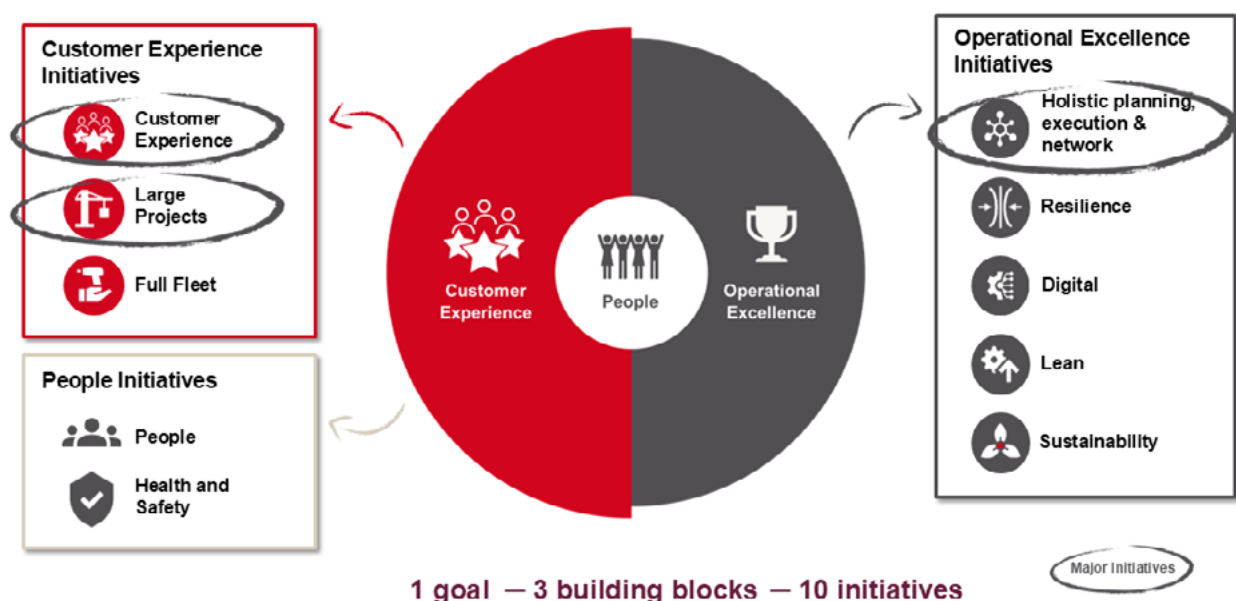 Customer Experience
Initiatives
Customer
Experience
Large
Projects
Full Fleet
People Initiatives
People
Health and
Safety
Customer
Experience
People
Operational
Excellence
Operational Excellence
Initiatives
Holistic planning,
execution &
network
Resilience
Digital
Lean
Sustainability
Major Initiatives
1 goal – 3 building blocks – 10 initiatives